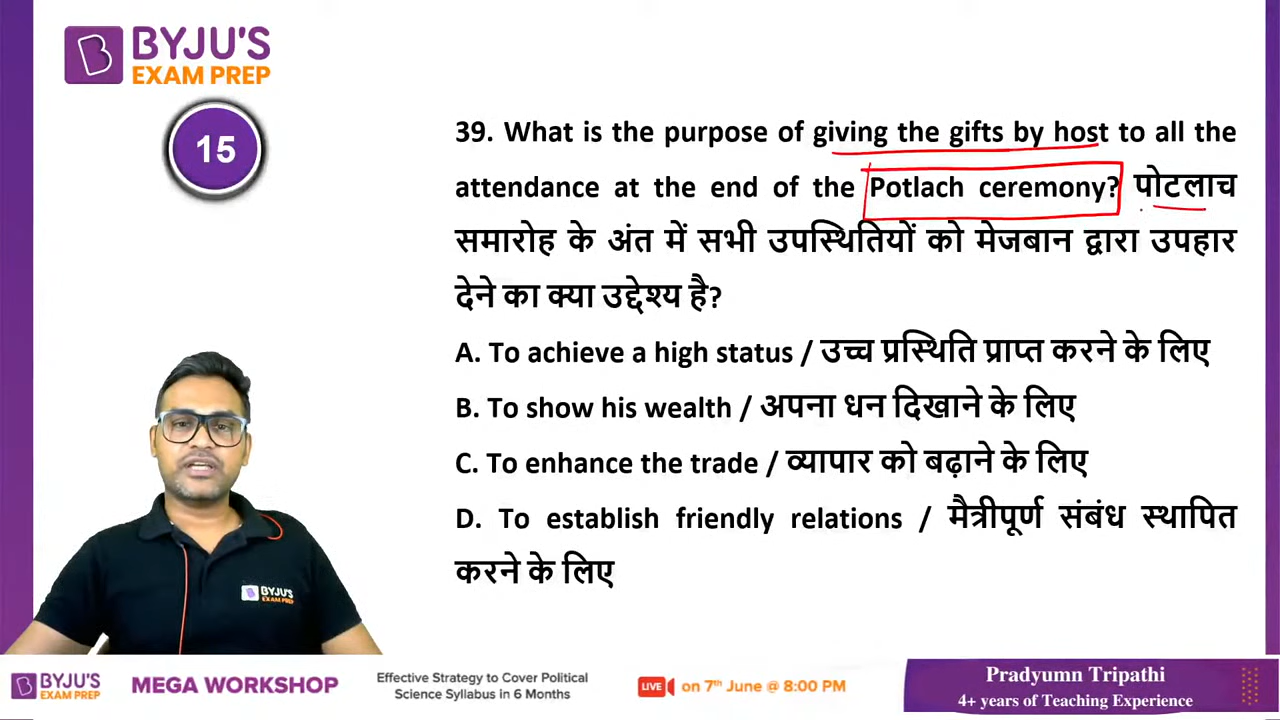 BYJU'S
EXAM PREP
15
39. What is the purpose of giving the gifts by host to all the
attendance at the end of the Potlach ceremony? पोटलाच
समारोह के अंत में सभी उपस्थितियों को मेजबान द्वारा उपहार
देने का क्या उद्देश्य है?
A. To achieve a high status / उच्च प्रस्थिति प्राप्त करने के लिए
B. To show his wealth / अपना धन दिखाने के लिए
C. To enhance the trade / व्यापार को बढ़ाने के लिए
D. To establish friendly relations / मैत्रीपूर्ण संबंध स्थापित
करने के लिए
BYJU'S
EXAM PREP
BYJU'S
EXAM PREP
MEGA WORKSHOP
Effective Strategy to Cover Political
Science Syllabus in 6 Months
LIVE on 7th June @ 8:00 PM
Pradyumn Tripathi
4+ years of Teaching Experience